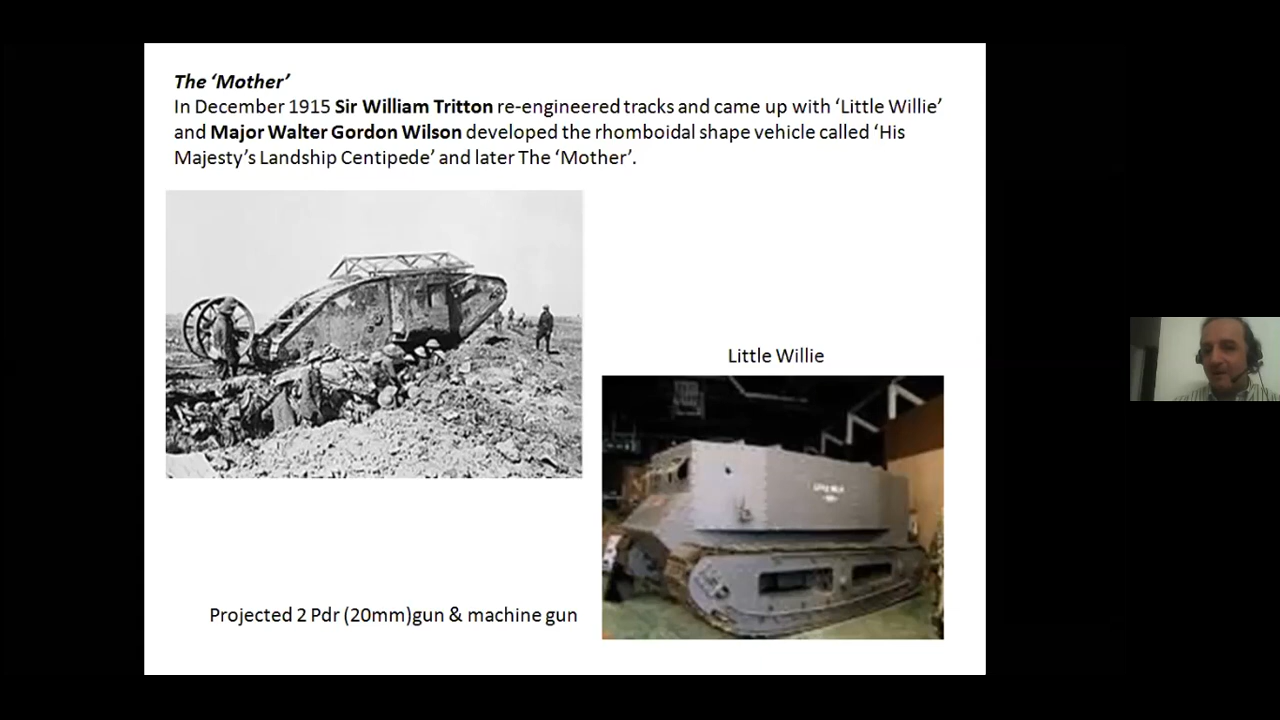 The ‘Mother’
In December 1915 Sir William Tritton re-engineered tracks and came up with ‘Little Willie’
and Major Walter Gordon Wilson developed the rhomboidal shape vehicle called ‘His
Majesty’s Landship Centipede’ and later The ‘Mother’.
Little Willie
Projected 2 Pdr (20mm)gun & machine gun